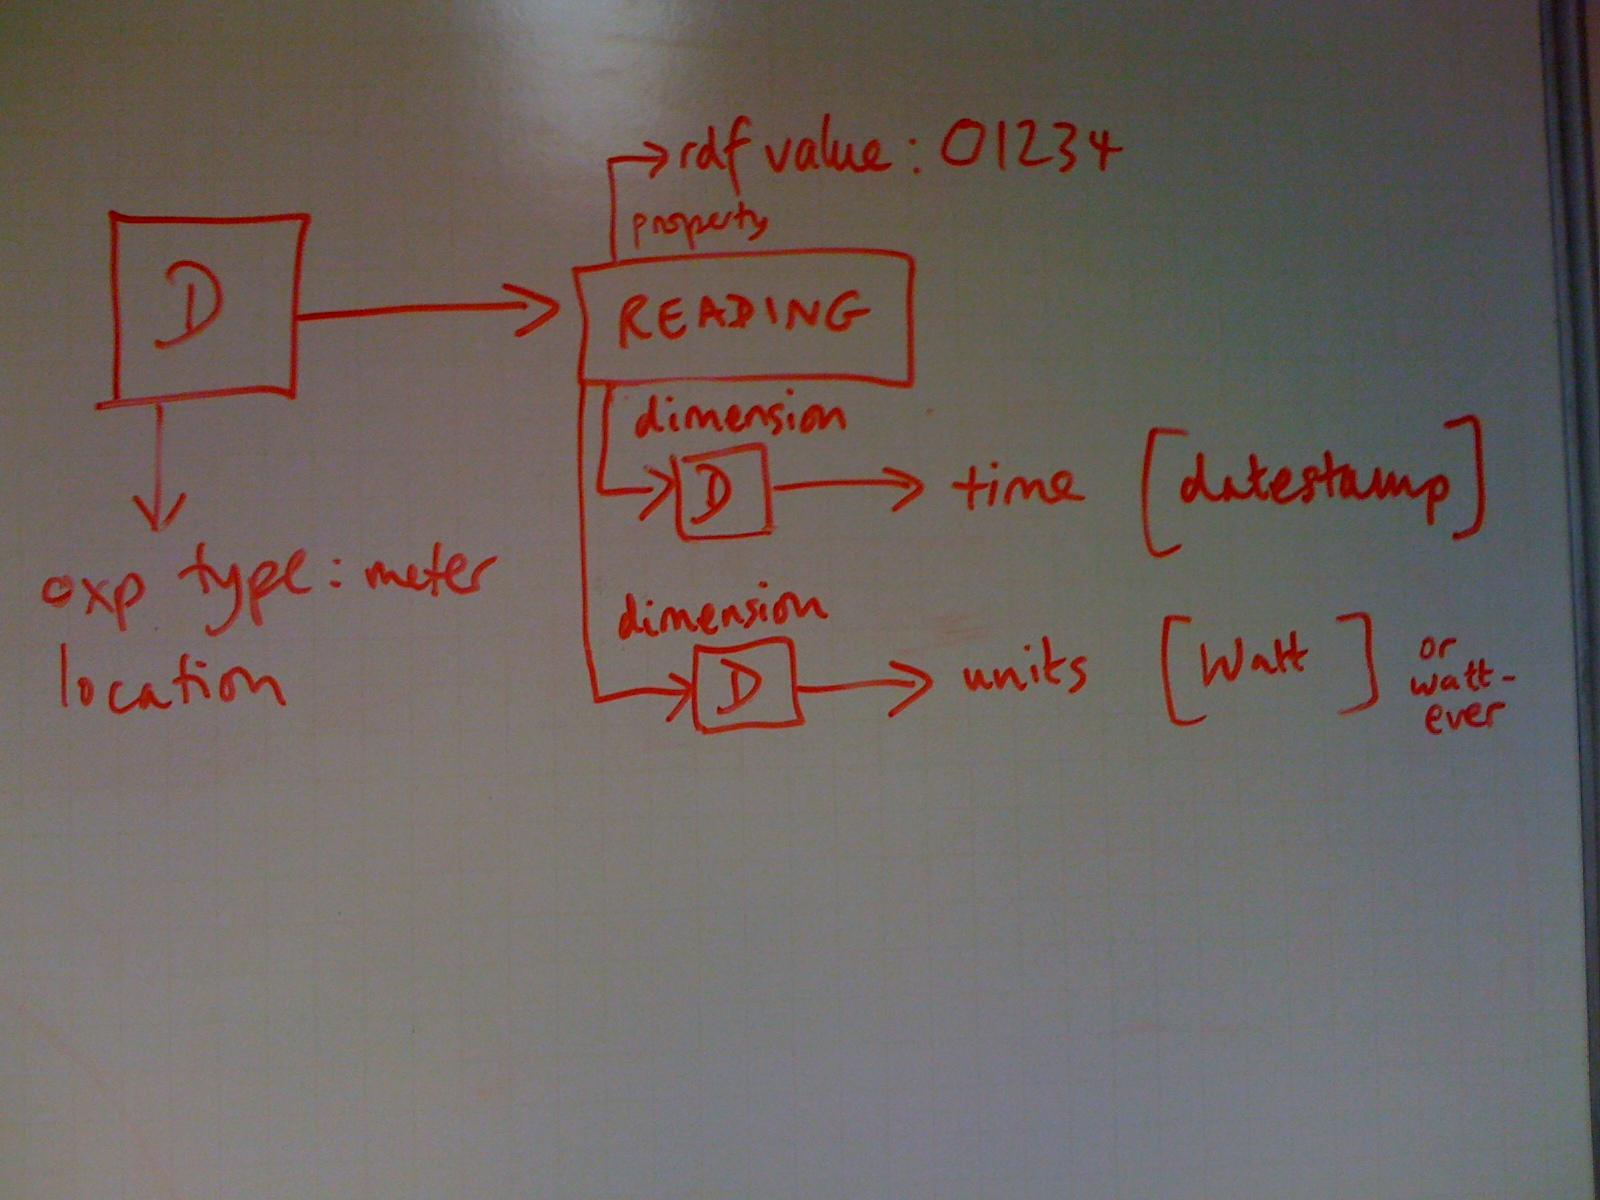 rdf value: 01234
property
D
READING
dimension
D
time [datestamp]
oxp type: meter
location
dimension
D
units [Watt]
or
watt-
ever